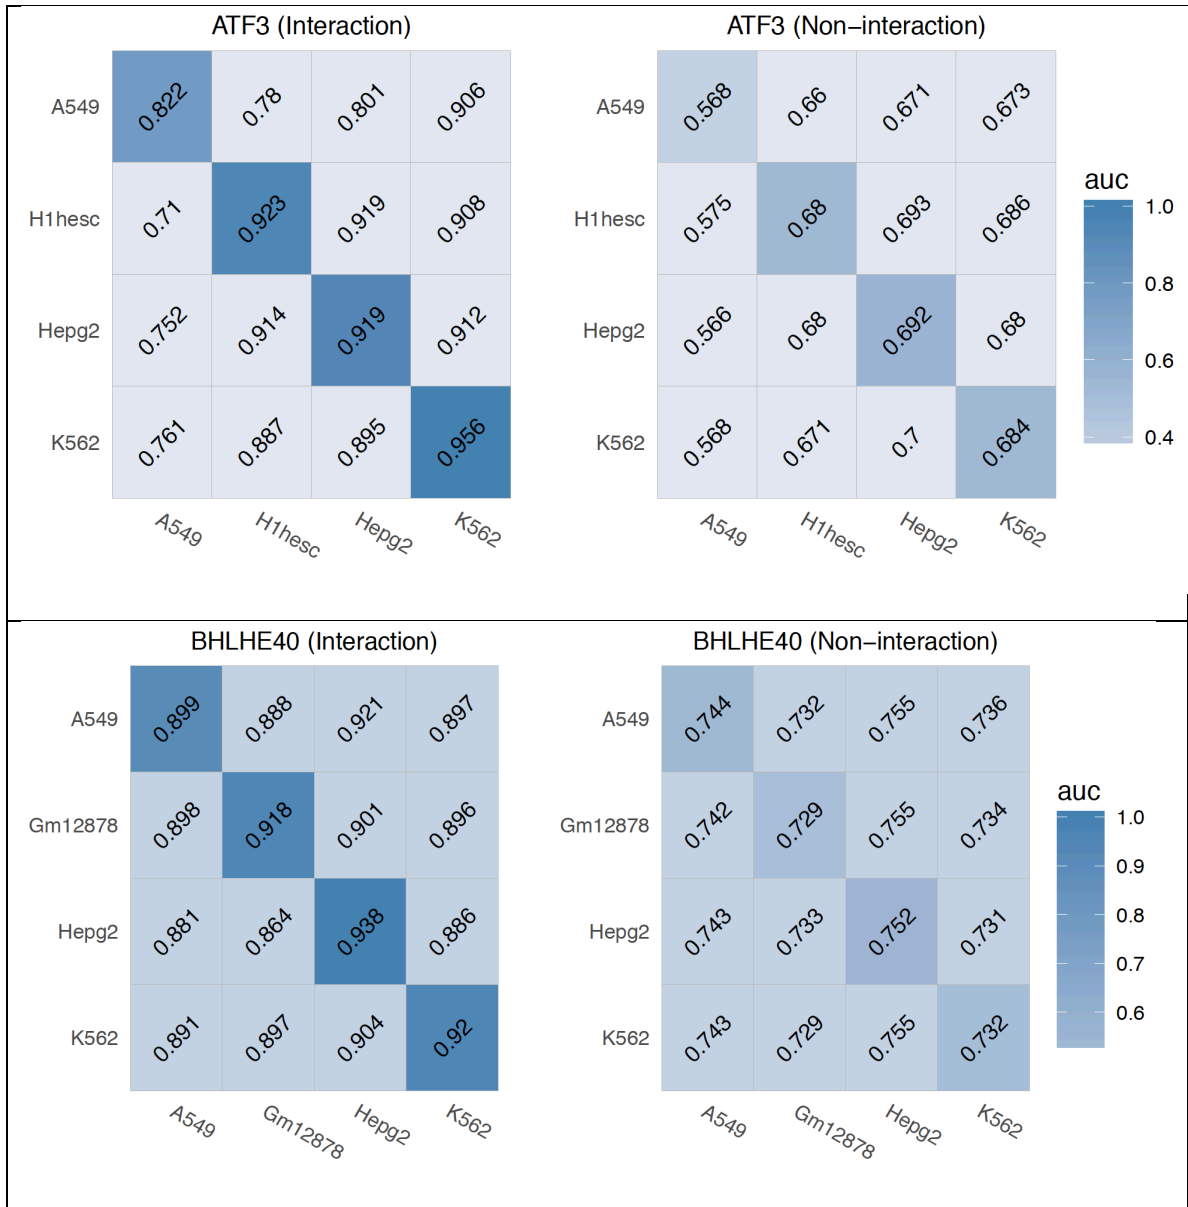 ATF3 (Interaction) ATF3 (Non−interaction)
A549 0.822 0.78 0.801 0.906 A549 0.568 0.66 0.671 0.673
auc
1.0
H1hesc 0.71 0.923 0.919 0.908 H1hesc 0.575 0.68 0.693 0.686
0.8
Hepg2 0.752 0.914 0.919 0.912 Hepg2 0.566 0.68 0.692 0.68
0.6
0.4
K562 0.761 0.887 0.895 0.956 K562 0.568 0.671 0.7 0.684
A549 H1hesc Hepg2 K562 A549 H1hesc Hepg2 K562
BHLHE40 (Interaction) BHLHE40 (Non−interaction)
A549 0.899 0.888 0.921 0.897 A549 0.744 0.732 0.755 0.736
auc
1.0
Gm12878 0.898 0.918 0.901 0.896 Gm12878 0.742 0.729 0.755 0.734
0.9
0.8
Hepg2 0.881 0.864 0.938 0.886 Hepg2 0.743 0.733 0.752 0.731
0.7
0.6
K562 0.891 0.897 0.904 0.92 K562 0.743 0.729 0.755 0.732
A549 Gm12878 Hepg2 K562 A549 Gm12878 Hepg2 K562